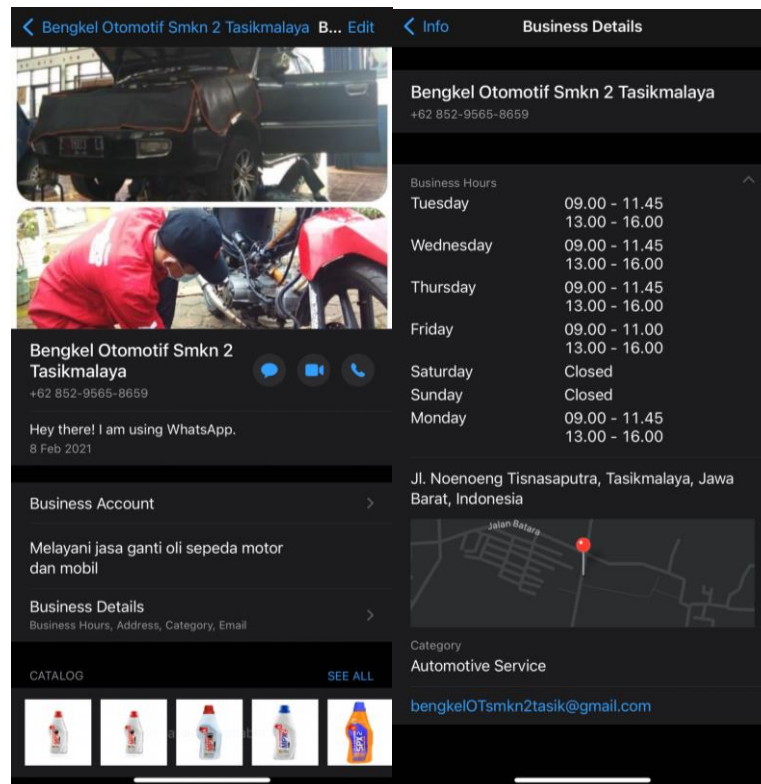 Bengkel Otomotif Smkn 2 Tasikmalaya B... Edit
Bengkel Otomotif Smkn 2
Tasikmalaya
+62 852-9565-8659
Hey there! I am using WhatsApp.
8 Feb 2021
Business Account
Melayani jasa ganti oli sepeda motor
dan mobil
Business Details
Business Hours, Address, Category, Email
CATALOG SEE ALL
SPX2
Info Business Details
Bengkel Otomotif Smkn 2 Tasikmalaya
+62 852-9565-8659
Business Hours
Tuesday 09.00 - 11.45
13.00 - 16.00
Wednesday 09.00 - 11.45
13.00 - 16.00
Thursday 09.00 - 11.45
13.00 - 16.00
Friday 09.00 - 11.00
13.00 - 16.00
Saturday Closed
Sunday Closed
Monday 09.00 - 11.45
13.00 - 16.00
Jl. Noenoeng Tisnasaputra, Tasikmalaya, Jawa
Barat, Indonesia
Jalan Batara
Category
Automotive Service
bengkelOTsmkn2tasik@gmail.com